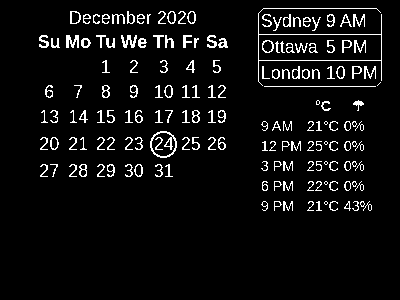 December 2020
Su Mo Tu We Th Fr Sa
1 2 3 4 5
6 7 8 9 10 11 12
13 14 15 16 17 18 19
20 21 22 23 24 25 26
27 28 29 30 31
Sydney 9 AM
Ottawa 5 PM
London 10 PM
°C ☂
9 AM 21°C 0%
12 PM 25°C 0%
3 PM 25°C 0%
6 PM 22°C 0%
9 PM 21°C 43%